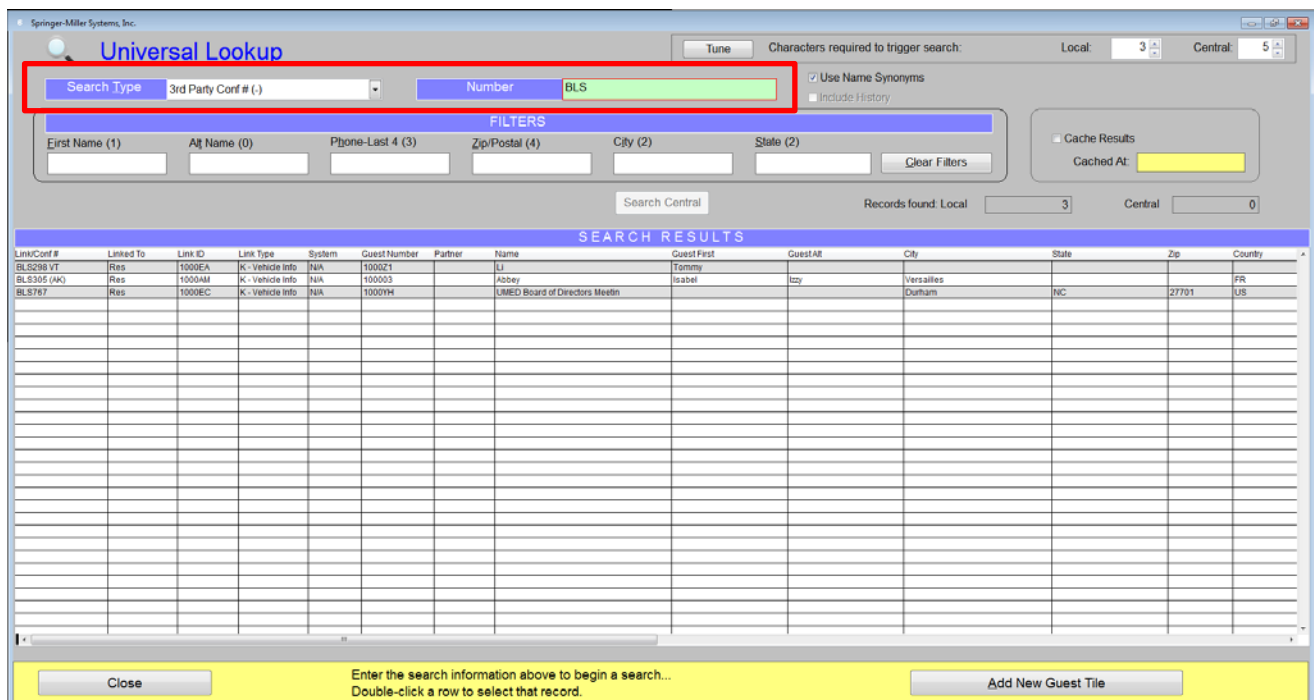 Springer-Miller Systems, Inc.
Universal Lookup
Tune Characters required to trigger search: Local: 3 Central: 5
Search Type 3rd Party Conf # (-) Number BLS Use Name Synonyms
Include History
FILTERS
First Name (1) Alt Name (0) Phone-Last 4 (3) Zip/Postal (4) City (2) State (2) Cache Results
Clear Filters Cached At:
Search Central Records found: Local 3 Central 0
SEARCH RESULTS
Link/Conf # Linked To Link ID Link Type System Guest Number Partner Name Guest First Guest Alt City State Zip Country
BLS298 VT Res 1000EA K - Vehicle Info N/A 1000Z1 Li Tommy
BLS305 (AK) Res 1000AM K - Vehicle Info N/A 100003 Abbey Isabel Izzy Versailles FR
BLS767 Res 1000EC K - Vehicle Info N/A 1000YH UMED Board of Directors Meetin Durham NC 27701 US
Close Enter the search information above to begin a search... Add New Guest Tile
Double-click a row to select that record.